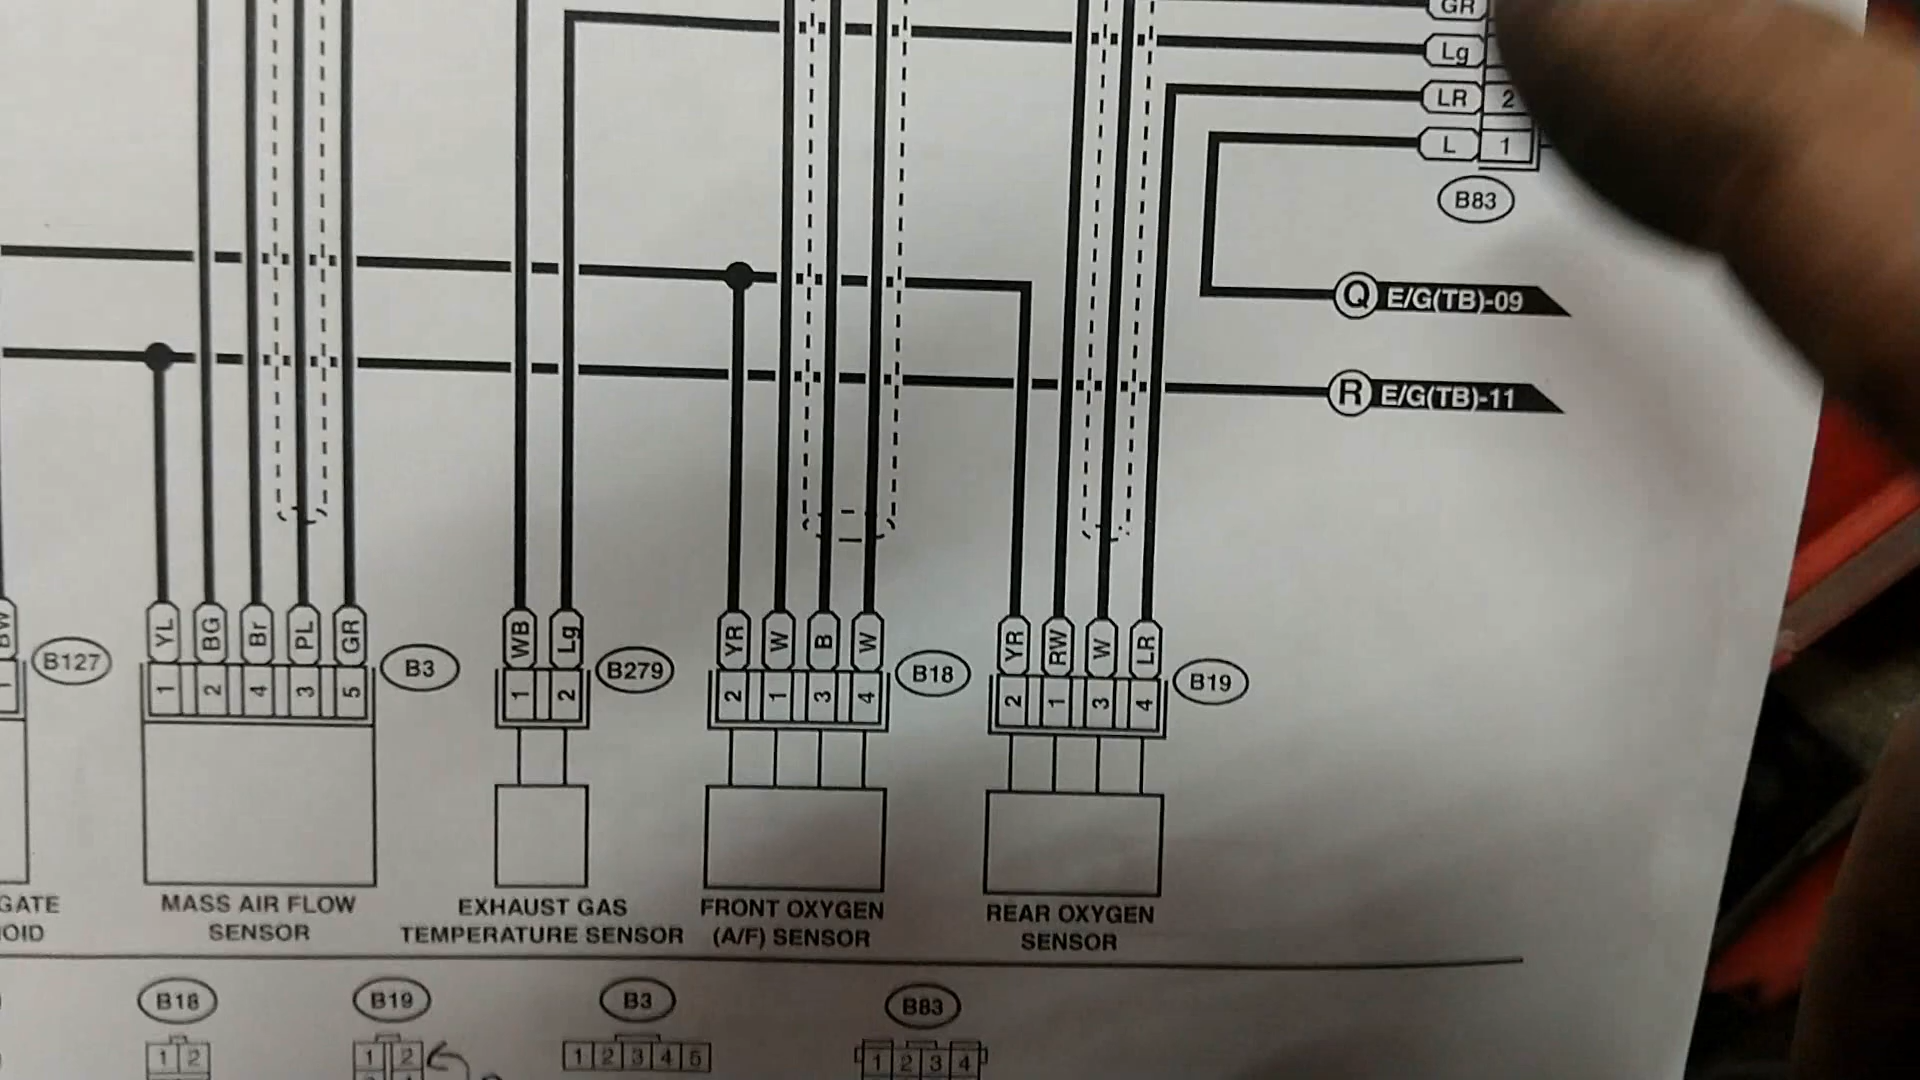 GR
Lg
LR 2
L 1
B83
Q E/G(TB)-09
R E/G(TB)-11
BW YL BG Br PL GR WB Lg YR W B W YR RW W LR
1 B127 1 2 4 3 5 B3 1 2 B279 2 1 3 4 B18 2 1 3 4 B19
GATE
OID
MASS AIR FLOW
SENSOR
EXHAUST GAS
TEMPERATURE SENSOR
FRONT OXYGEN
(A/F) SENSOR
REAR OXYGEN
SENSOR
B18 B19 B3 B83
1 2 1 2 1 2 3 4 5 1 2 3 4